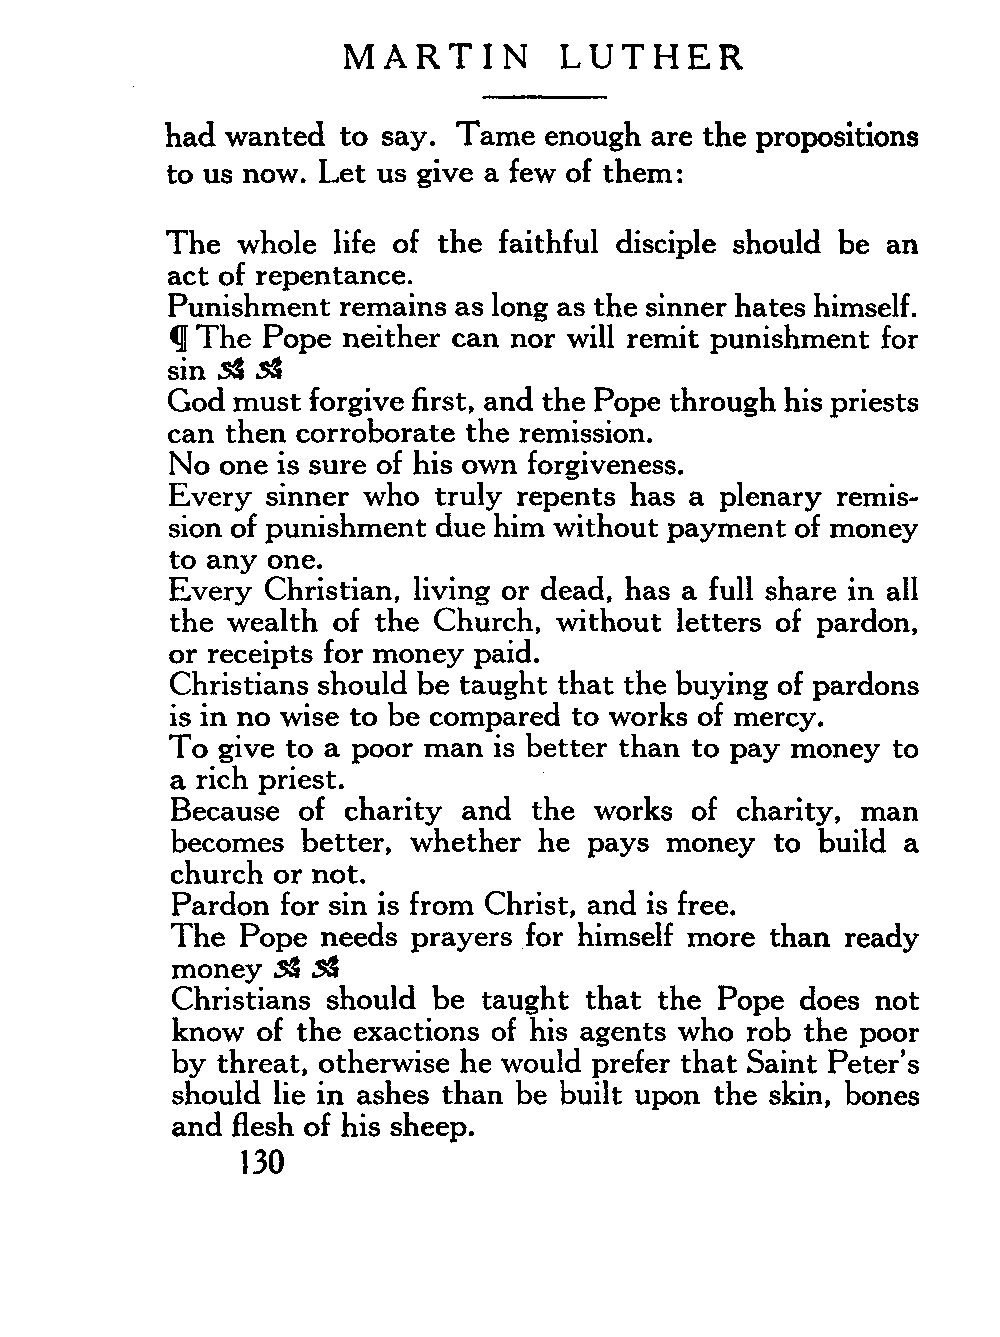 MARTIN LUTHER
had wanted to say. Tame enough are the propositions
to us now. Let us give a few of them:
The whole life of the faithful disciple should be an
act of repentance.
Punishment remains as long as the sinner hates himself.
¶ The Pope neither can nor will remit punishment for
sin
God must forgive first, and the Pope through his priests
can then corroborate the remission.
No one is sure of his own forgiveness.
Every sinner who truly repents has a plenary remis-
sion of punishment due him without payment of money
to any one.
Every Christian, living or dead, has a full share in all
the wealth of the Church, without letters of pardon,
or receipts for money paid.
Christians should be taught that the buying of pardons
is in no wise to be compared to works of mercy.
To give to a poor man is better than to pay money to
a rich priest.
Because of charity and the works of charity, man
becomes better, whether he pays money to build a
church or not.
Pardon for sin is from Christ, and is free.
The Pope needs prayers for himself more than ready
money
Christians should be taught that the Pope does not
know of the exactions of his agents who rob the poor
by threat, otherwise he would prefer that Saint Peter's
should lie in ashes than be built upon the skin, bones
and flesh of his sheep.
130